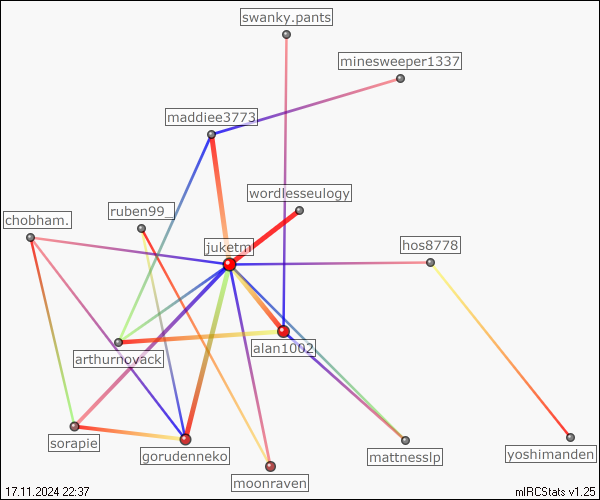 swanky.pants
minesweeper1337
maddiee3773
wordlesseulogy
ruben99_
chobham.
juketm
hos8778
alan1002
arthurnovack
sorapie
gorudenneko
mattnesslp
yoshimanden
moonraven
17.11.2024 22:37
mIRCStats v1.25